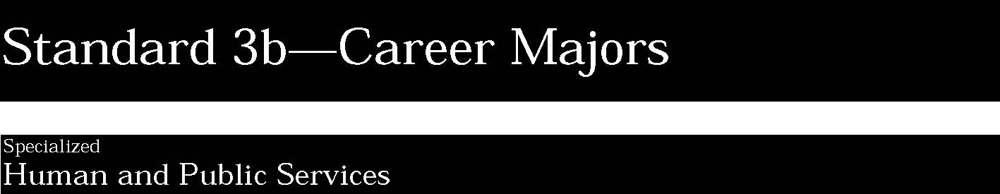 Standard 3b—Career Majors
Specialized
Human and Public Services